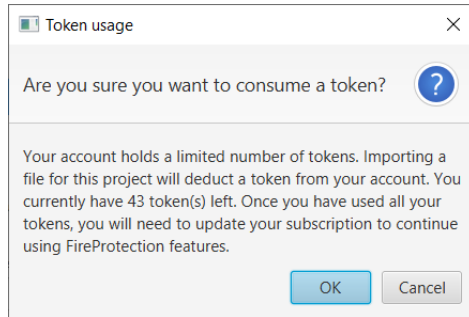 Token usage
Are you sure you want to consume a token?
Your account holds a limited number of tokens. Importing a
file for this project will deduct a token from your account. You
currently have 43 token(s) left. Once you have used all your
tokens, you will need to update your subscription to continue
using FireProtection features.
OK
Cancel